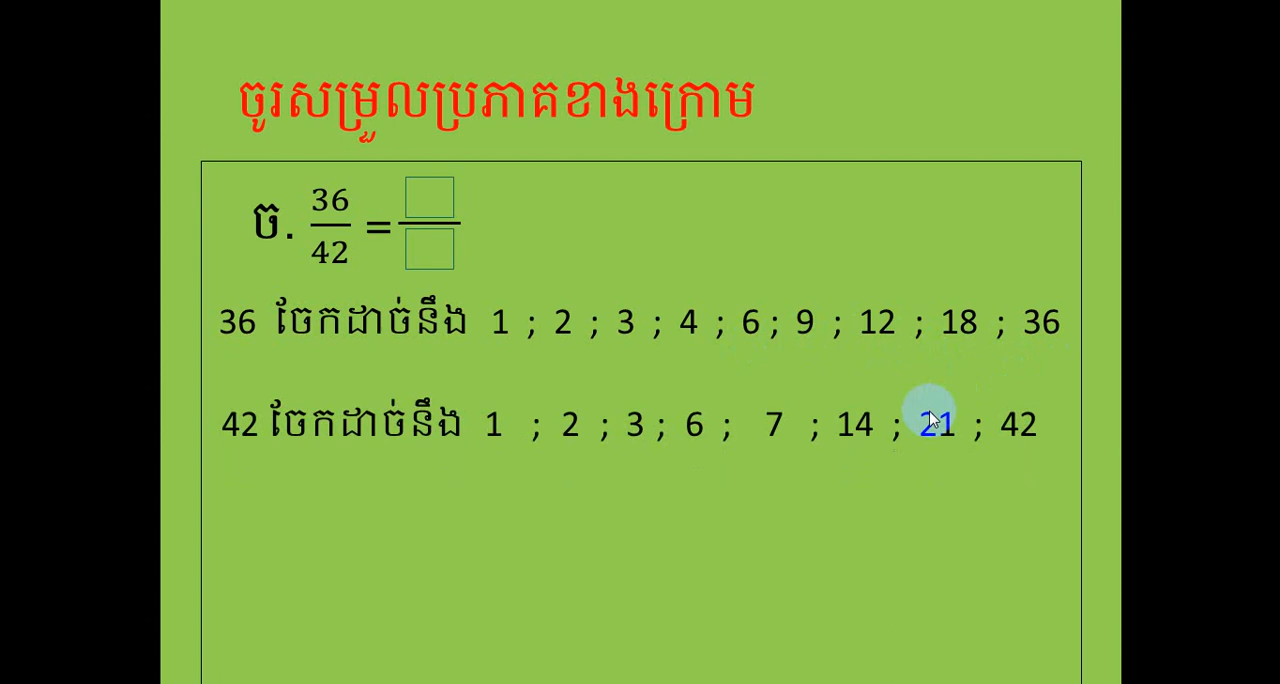 ចូរសម្រួលប្រភាគខាងក្រោម
ច. 36/42 =
36 ចែកដាច់នឹង 1 ; 2 ; 3 ; 4 ; 6 ; 9 ; 12 ; 18 ; 36
42 ចែកដាច់នឹង 1 ; 2 ; 3 ; 6 ; 7 ; 14 ; 21 ; 42